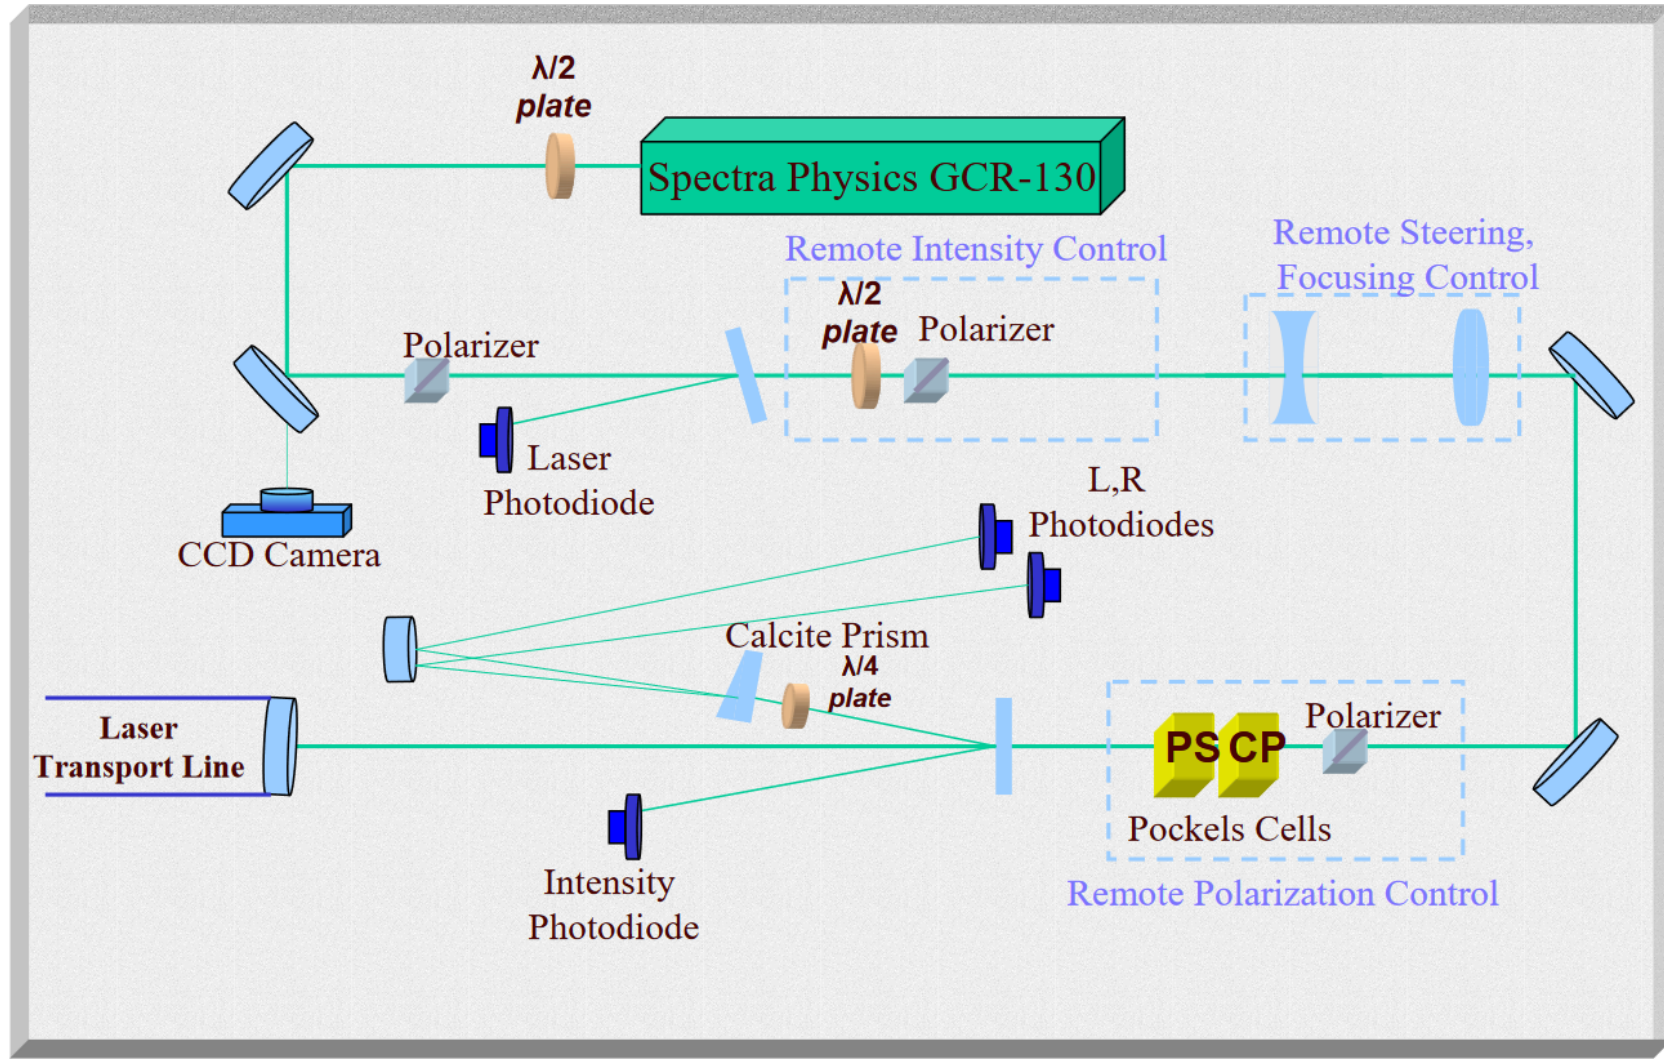 λ/2
plate
Spectra Physics GCR-130
Remote Intensity Control
Remote Steering,
Focusing Control
λ/2
plate
Polarizer
Polarizer
Laser
Photodiode
L,R
Photodiodes
CCD Camera
Calcite Prism
λ/4
plate
Laser
Transport Line
PS CP
Polarizer
Pockels Cells
Intensity
Photodiode
Remote Polarization Control